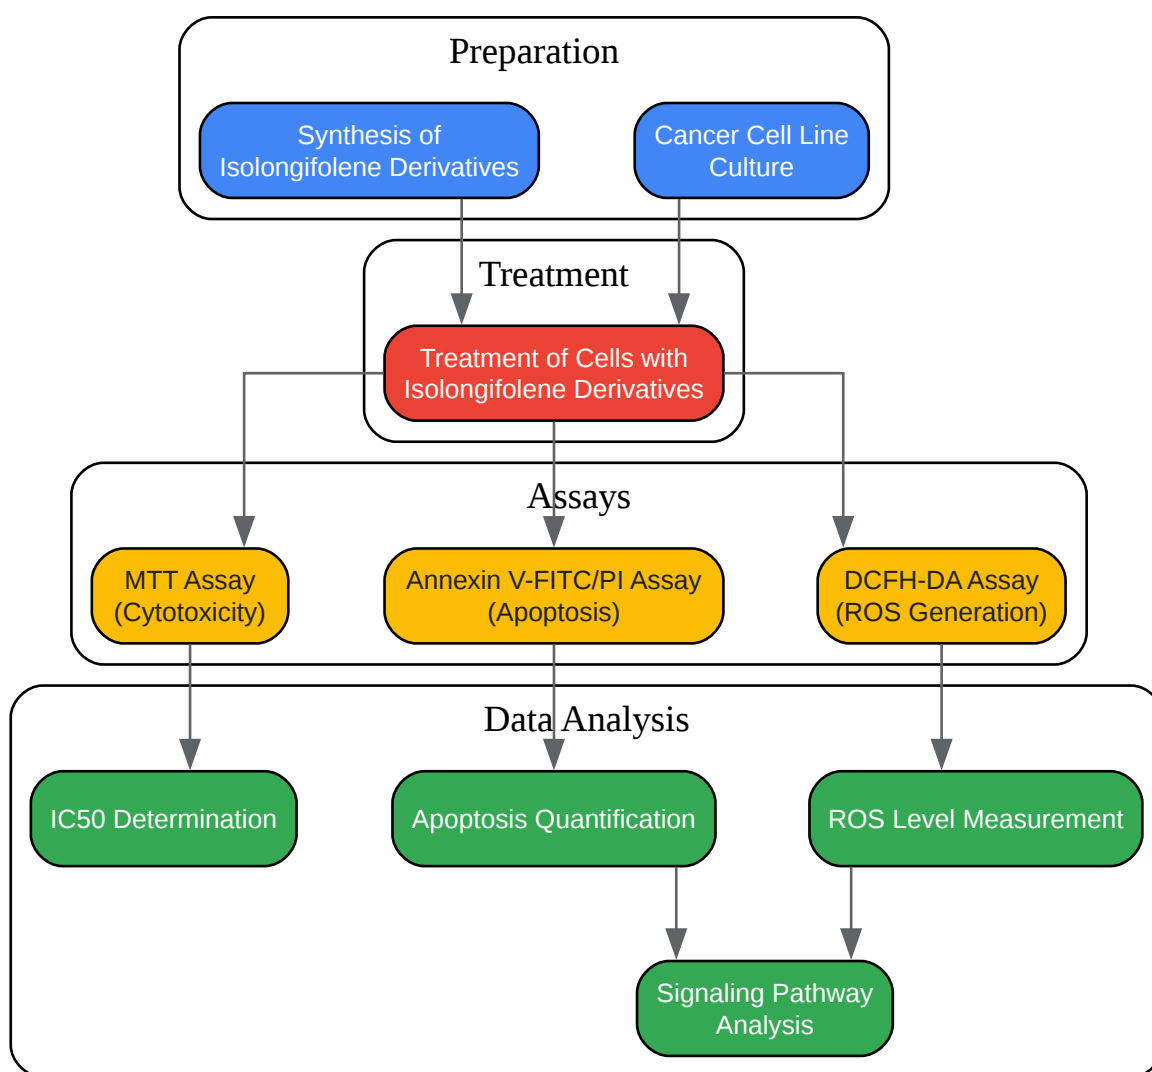 Preparation
Synthesis of
Isolongifolene Derivatives
Cancer Cell Line
Culture
Treatment
Treatment of Cells with
Isolongifolene Derivatives
Assays
MTT Assay
(Cytotoxicity)
Annexin V-FITC/PI Assay
(Apoptosis)
DCFH-DA Assay
(ROS Generation)
Data Analysis
IC50 Determination
Apoptosis Quantification
ROS Level Measurement
Signaling Pathway
Analysis